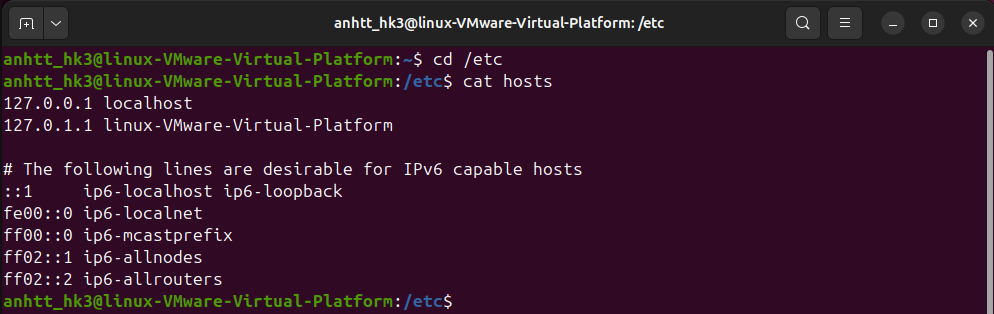 anhtt_hk3@linux-VMware-Virtual-Platform: /etc
anhtt_hk3@linux-VMware-Virtual-Platform:~$ cd /etc
anhtt_hk3@linux-VMware-Virtual-Platform:/etc$ cat hosts
127.0.0.1 localhost
127.0.1.1 linux-VMware-Virtual-Platform

# The following lines are desirable for IPv6 capable hosts
::1     ip6-localhost ip6-loopback
fe00::0 ip6-localnet
ff00::0 ip6-mcastprefix
ff02::1 ip6-allnodes
ff02::2 ip6-allrouters
anhtt_hk3@linux-VMware-Virtual-Platform:/etc$